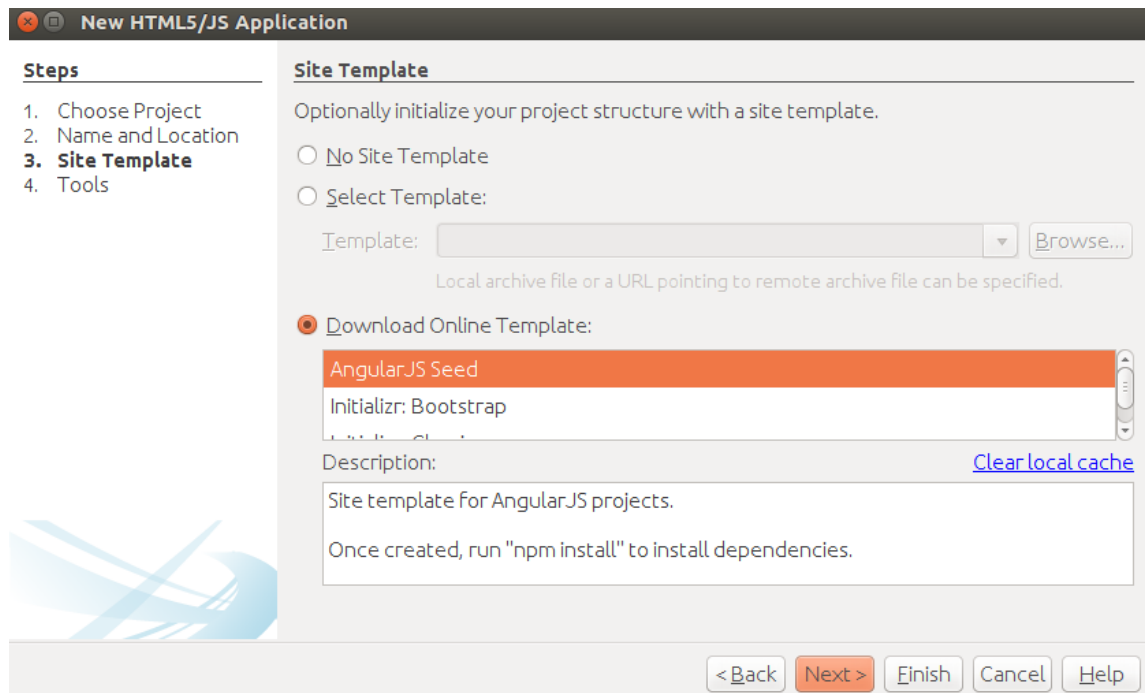 New HTML5/JS Application
Steps
1. Choose Project
2. Name and Location
3. Site Template
4. Tools
Site Template
Optionally initialize your project structure with a site template.
No Site Template
Select Template:
Template:
Browse...
Local archive file or a URL pointing to remote archive file can be specified.
Download Online Template:
AngularJS Seed
Initializr: Bootstrap
Description:
Clear local cache
Site template for AngularJS projects.
Once created, run "npm install" to install dependencies.
< Back
Next >
Finish
Cancel
Help